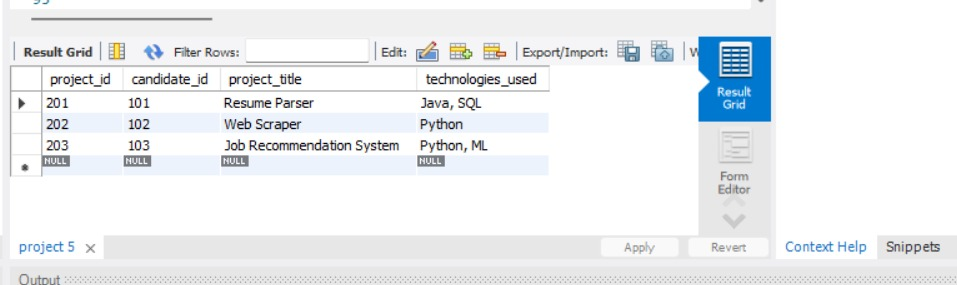 Result Grid Filter Rows: Edit: Export/Import: W
project_id candidate_id project_title technologies_used
201 101 Resume Parser Java, SQL
202 102 Web Scraper Python
203 103 Job Recommendation System Python, ML
NULL NULL NULL NULL
Result
Grid
Form
Editor
project 5 Apply Revert Context Help Snippets
Output